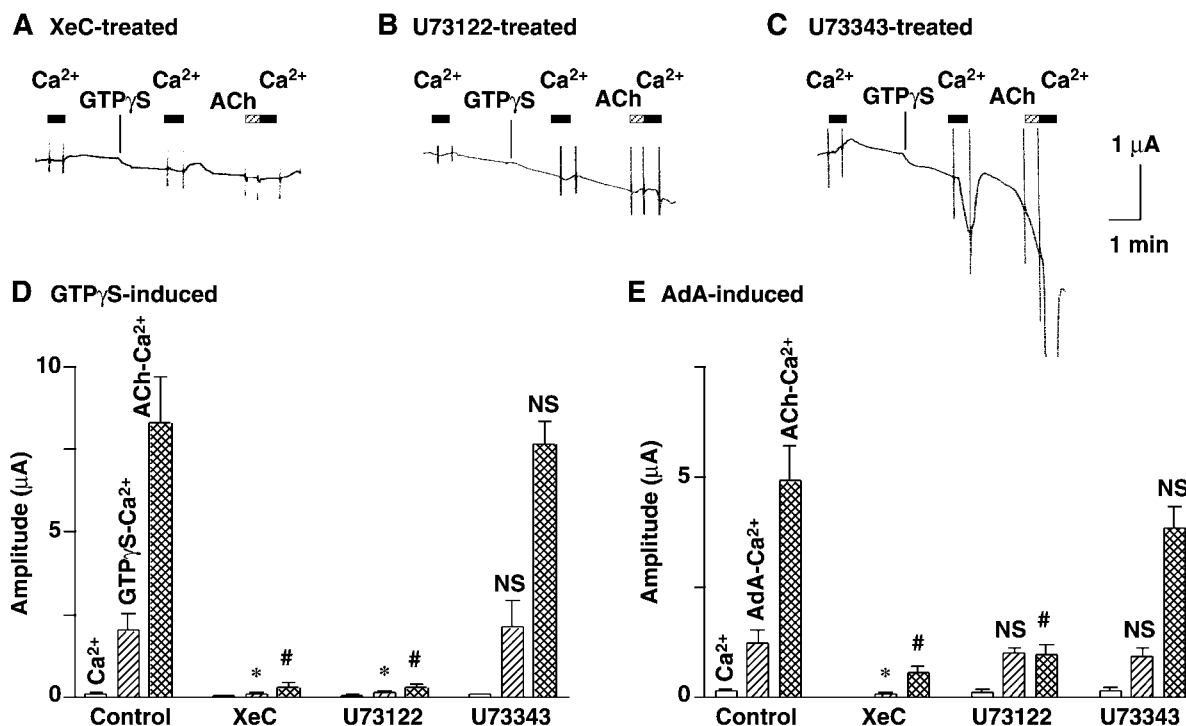 A XeC-treated
Ca²⁺ Ca²⁺ Ca²⁺
GTPγS ACh
B U73122-treated
Ca²⁺ Ca²⁺ Ca²⁺
GTPγS ACh
C U73343-treated
Ca²⁺ Ca²⁺ Ca²⁺
GTPγS ACh
1 μA
1 min
D GTPγS-induced
Amplitude (μA)
10
5
0
Ca²⁺
GTPγS-Ca²⁺
ACh-Ca²⁺
* #
* #
NS NS
Control XeC U73122 U73343
E AdA-induced
Amplitude (μA)
5
0
Ca²⁺
AdA-Ca²⁺
ACh-Ca²⁺
* #
NS #
NS NS
Control XeC U73122 U73343